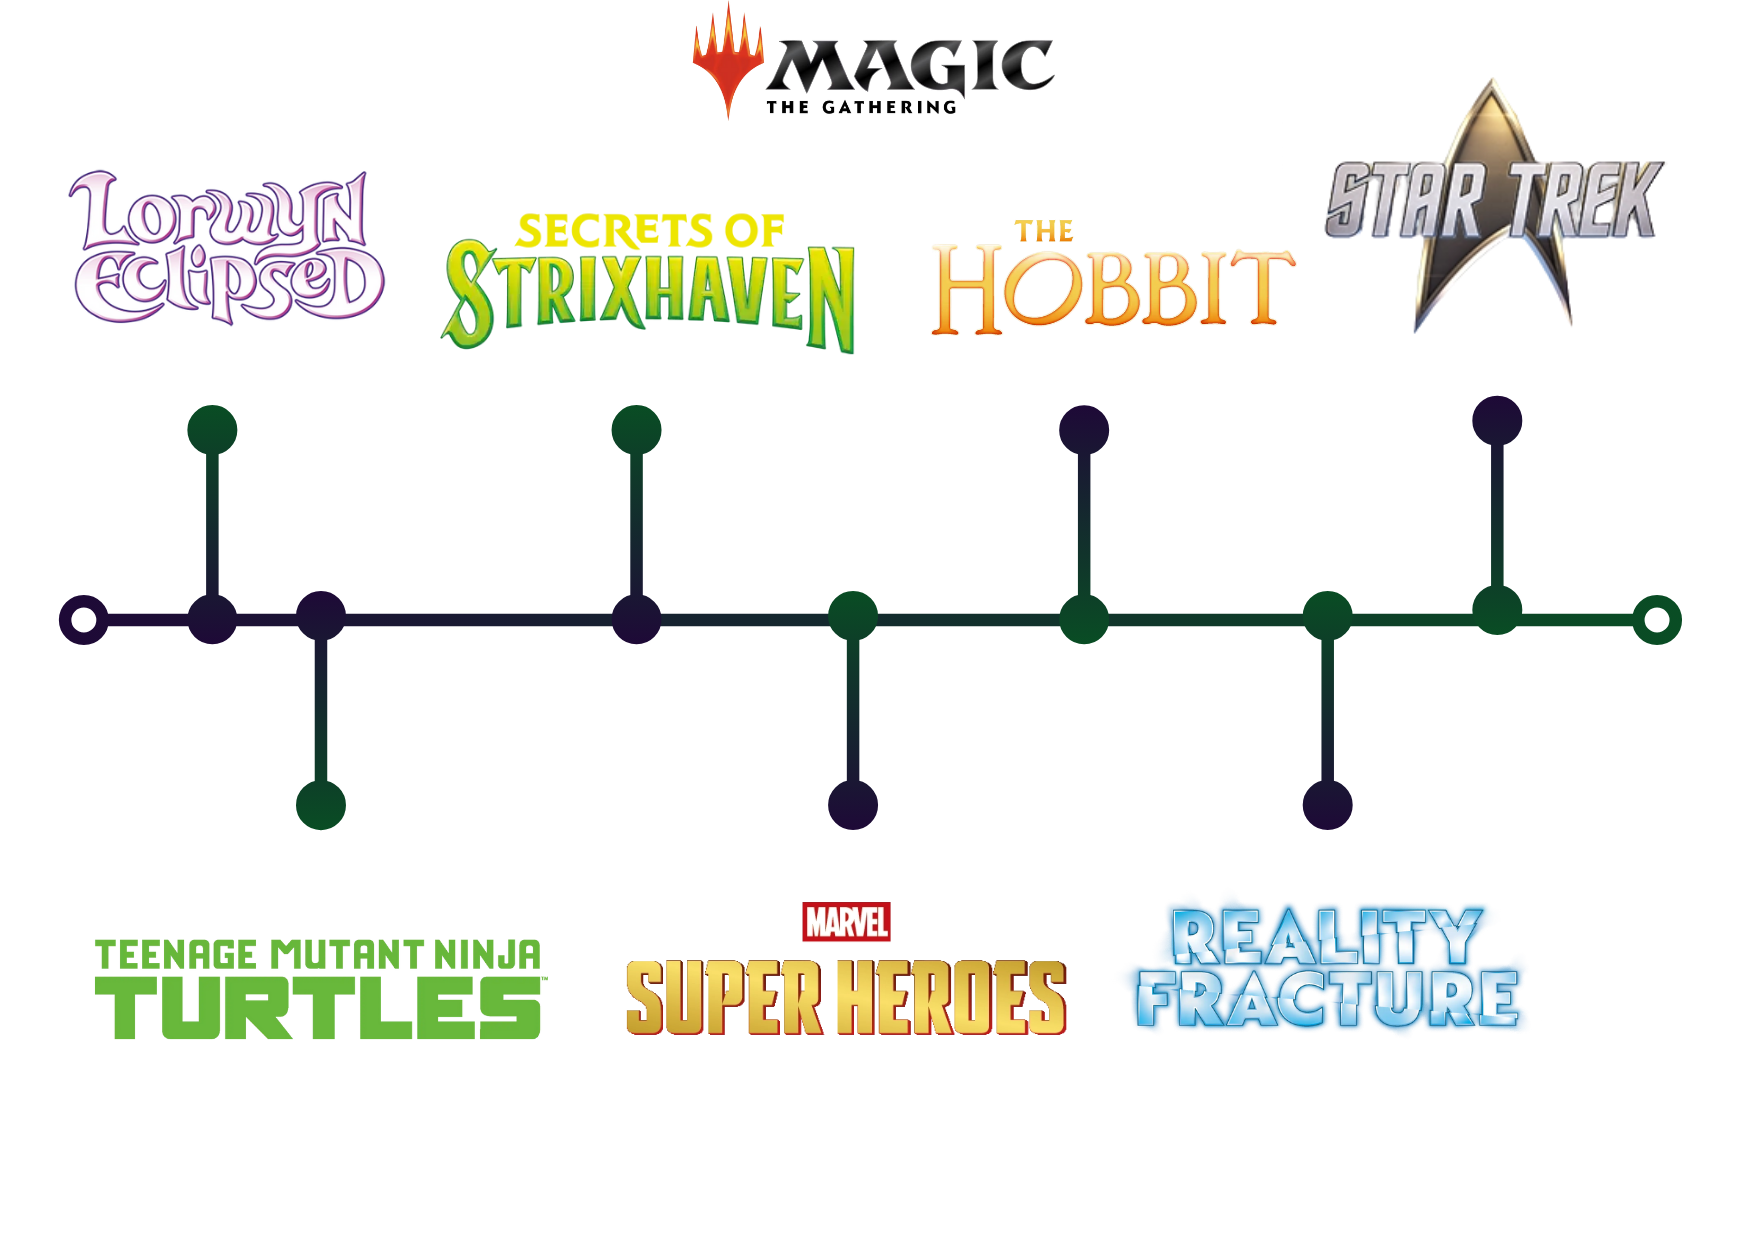 MAGIC
THE GATHERING
LORWYN
ECLIPSED
SECRETS OF
STRIXHAVEN
THE
HOBBIT
STAR TREK
TEENAGE MUTANT NINJA
TURTLES™
MARVEL
SUPER HEROES
REALITY
FRACTURE